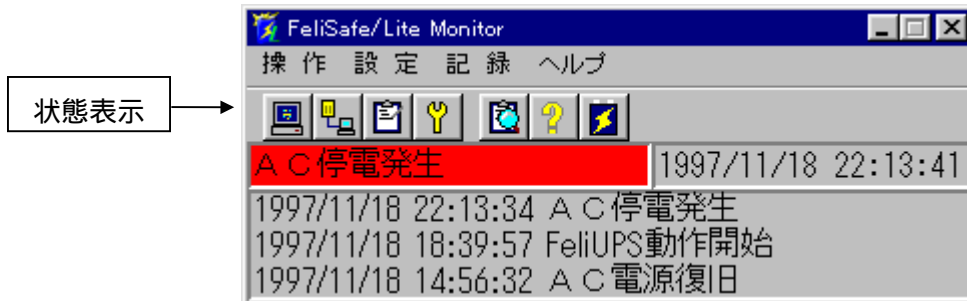 FeliSafe/Lite Monitor
操作 設定 記録 ヘルプ
状態表示
ＡＣ停電発生 1997/11/18 22:13:41
1997/11/18 22:13:34 ＡＣ停電発生
1997/11/18 18:39:57 FeliUPS動作開始
1997/11/18 14:56:32 ＡＣ電源復旧